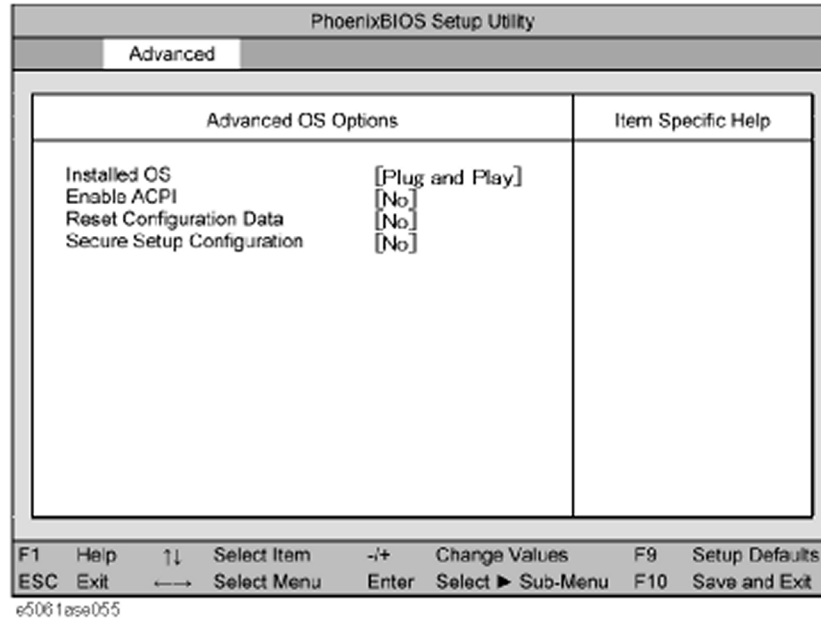 PhoenixBIOS Setup Utility
Advanced
Advanced OS Options
Item Specific Help
Installed OS [Plug and Play]
Enable ACPI [No]
Reset Configuration Data [No]
Secure Setup Configuration [No]
F1 Help ↑↓ Select Item -/+ Change Values F9 Setup Defaults
ESC Exit ←→ Select Menu Enter Select ► Sub-Menu F10 Save and Exit
e5061ase055